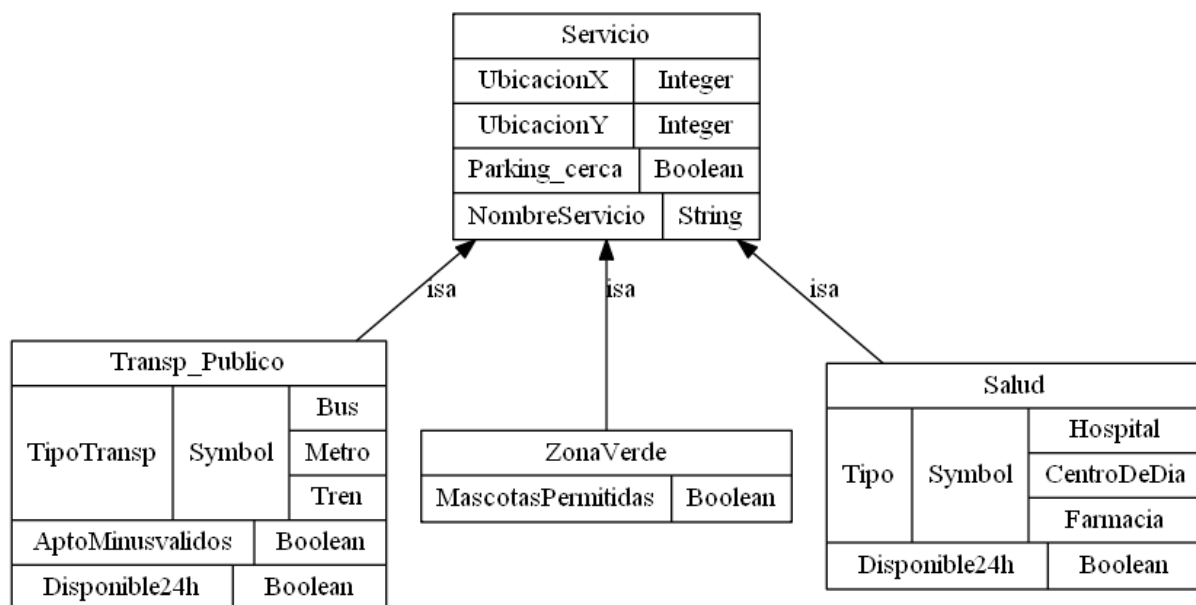 Servicio
UbicacionX Integer
UbicacionY Integer
Parking_cerca Boolean
NombreServicio String
isa isa isa
Transp_Publico
TipoTransp Symbol Bus
Metro
Tren
AptoMinusvalidos Boolean
Disponible24h Boolean
ZonaVerde
MascotasPermitidas Boolean
Salud
Tipo Symbol Hospital
CentroDeDia
Farmacia
Disponible24h Boolean